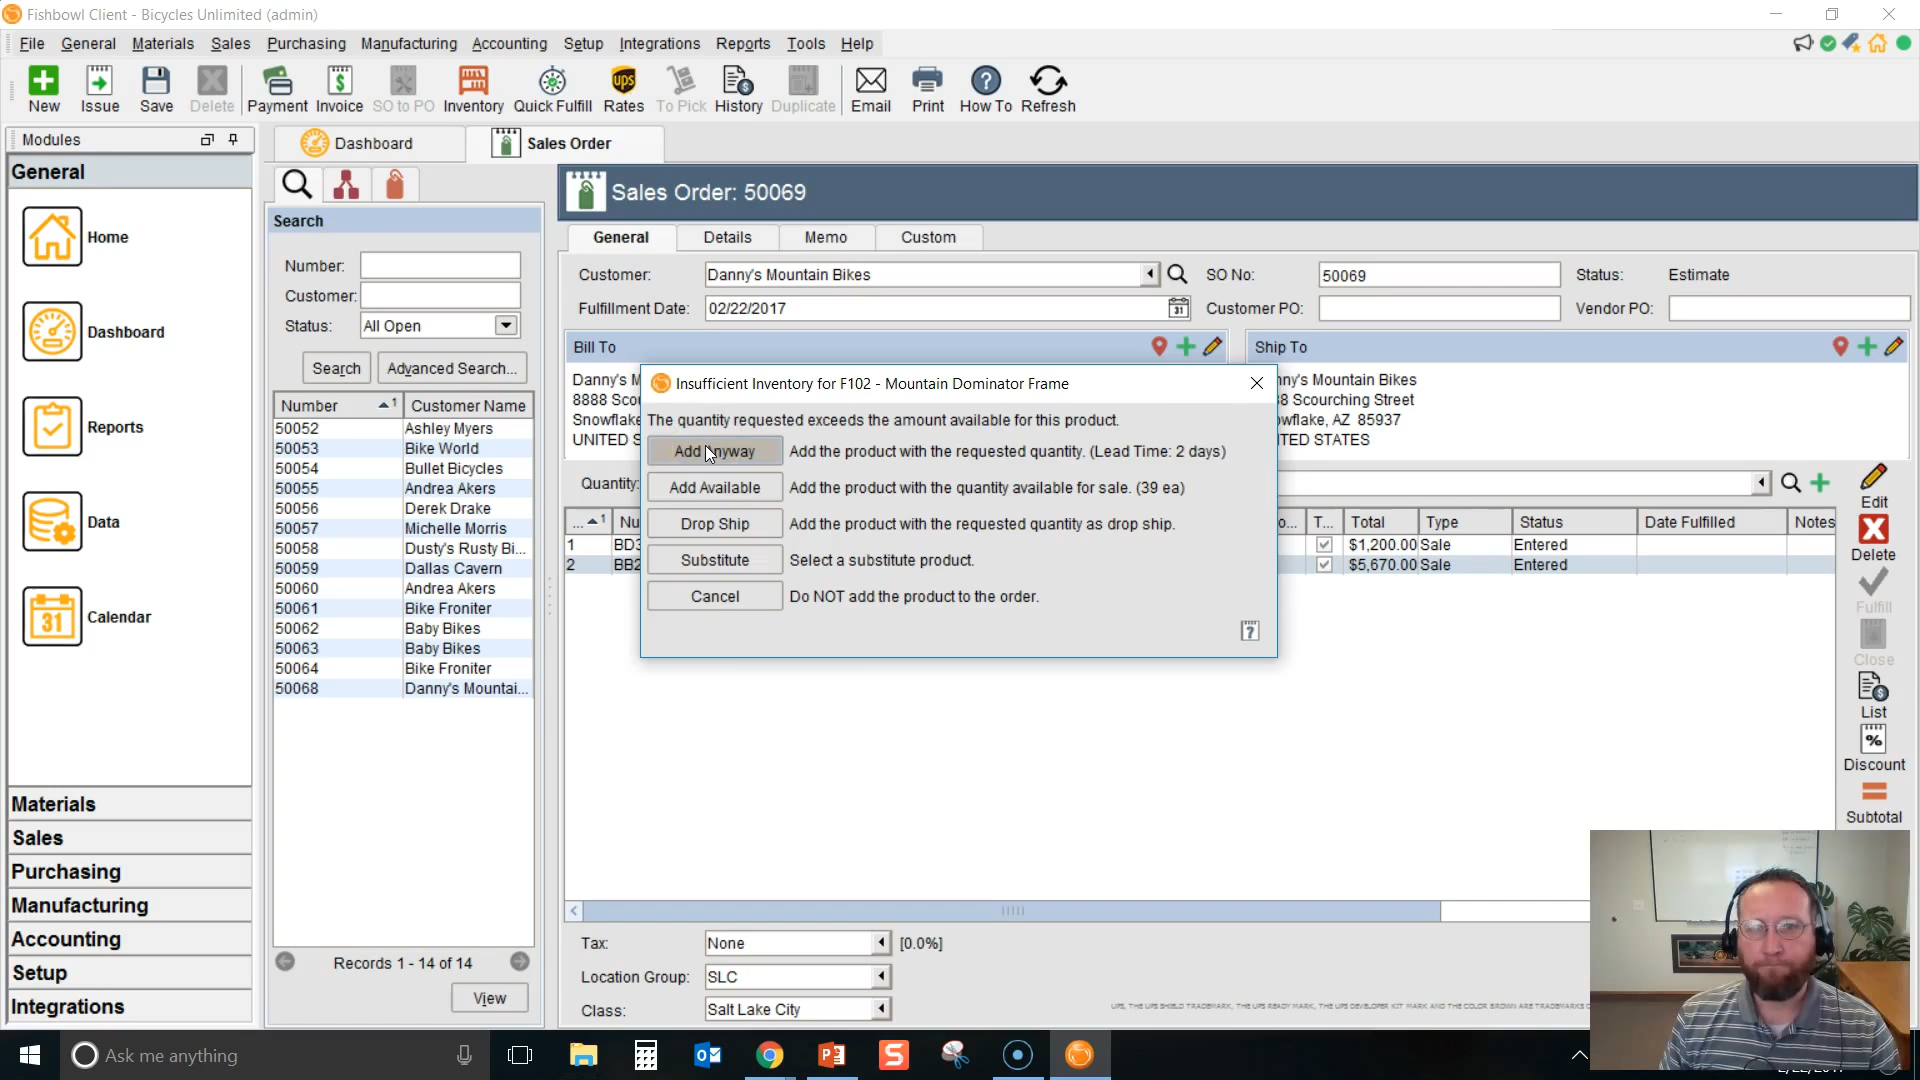 Fishbowl Client - Bicycles Unlimited (admin)
File General Materials Sales Purchasing Manufacturing Accounting Setup Integrations Reports Tools Help
New Issue Save Delete Payment Invoice SO to PO Inventory Quick Fulfill Rates To Pick History Duplicate Email Print How To Refresh
Modules
Dashboard
Sales Order
General
Home
Dashboard
Reports
Data
31
Calendar
Materials
Sales
Purchasing
Manufacturing
Accounting
Setup
Integrations
Search
Number:
Customer:
Status: All Open
Search Advanced Search...
Number 1 Customer Name
50052 Ashley Myers
50053 Bike World
50054 Bullet Bicycles
50055 Andrea Akers
50056 Derek Drake
50057 Michelle Morris
50058 Dusty's Rusty Bi...
50059 Dallas Cavern
50060 Andrea Akers
50061 Bike Froniter
50062 Baby Bikes
50063 Baby Bikes
50064 Bike Froniter
50068 Danny's Mountai...
Records 1 - 14 of 14
View
Sales Order: 50069
General Details Memo Custom
Customer: Danny's Mountain Bikes SO No: 50069 Status: Estimate
Fulfillment Date: 02/22/2017 31 Customer PO: Vendor PO:
Bill To
Ship To
Danny's M
8888 Scou
Snowflake
UNITED S
nny's Mountain Bikes
38 Scourching Street
owflake, AZ 85937
ITED STATES
Insufficient Inventory for F102 - Mountain Dominator Frame
The quantity requested exceeds the amount available for this product.
Add Anyway Add the product with the requested quantity. (Lead Time: 2 days)
Add Available Add the product with the quantity available for sale. (39 ea)
Drop Ship Add the product with the requested quantity as drop ship.
Substitute Select a substitute product.
Cancel Do NOT add the product to the order.
Quantity:
... 1 Nu o... T... Total Type Status Date Fulfilled Notes
1 BD3 $1,200.00 Sale Entered
2 BB2 $5,670.00 Sale Entered
Edit
Delete
Fulfill
Close
List
Discount
Subtotal
Tax: None [0.0%]
Location Group: SLC
Class: Salt Lake City
UPS, THE UPS SHIELD TRADEMARK, THE UPS READY MARK, THE UPS DEVELOPER KIT MARK AND THE COLOR BROWN ARE TRADEMARKS
Ask me anything